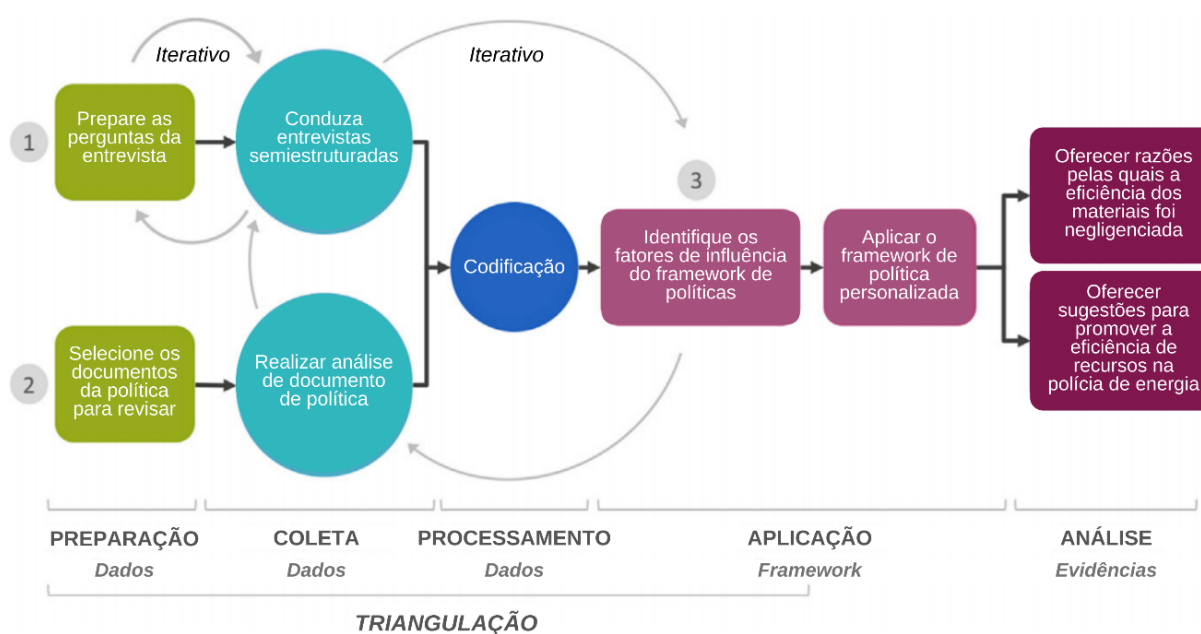 Iterativo
Iterativo
1
Prepare as
perguntas da
entrevista
Conduza
entrevistas
semiestruturadas
3
Oferecer razões
pelas quais a
eficiência dos
materiais foi
negligenciada
Codificação
Identifique os
fatores de influência
do framework de
políticas
Aplicar o
framework de
política
personalizada
2
Selecione os
documentos
da política
para revisar
Realizar análise
de documento
de política
Oferecer
sugestões para
promover a
eficiência de
recursos na
polícia de energia
PREPARAÇÃO
Dados
COLETA
Dados
PROCESSAMENTO
Dados
APLICAÇÃO
Framework
ANÁLISE
Evidências
TRIANGULAÇÃO